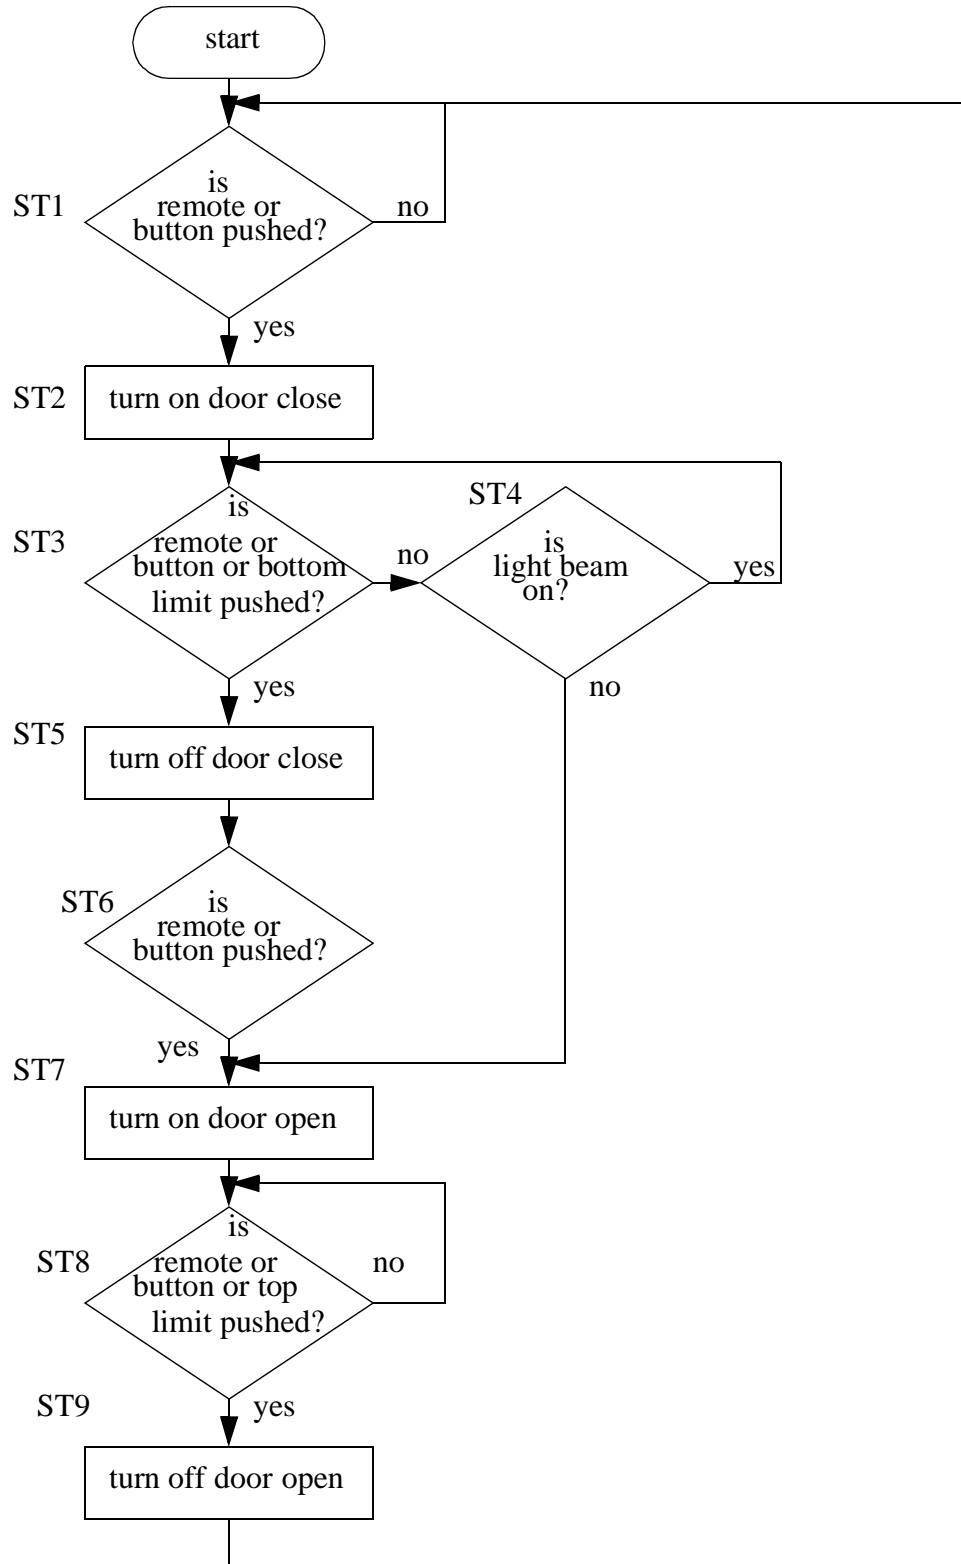 start
ST1
is
remote or
button pushed?
no
yes
ST2
turn on door close
ST3
is
remote or
button or bottom
limit pushed?
no
ST4
is
light beam
on?
yes
no
yes
ST5
turn off door close
ST6
is
remote or
button pushed?
yes
ST7
turn on door open
ST8
is
remote or
button or top
limit pushed?
no
ST9
yes
turn off door open